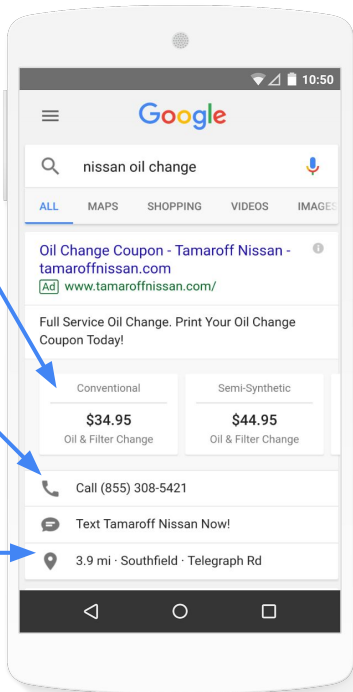 10:50
Google
nissan oil change
ALL MAPS SHOPPING VIDEOS IMAGES
Oil Change Coupon - Tamaroff Nissan -
tamaroffnissan.com
Ad www.tamaroffnissan.com/
Full Service Oil Change. Print Your Oil Change
Coupon Today!
Conventional Semi-Synthetic
$34.95 $44.95
Oil & Filter Change Oil & Filter Change
Call (855) 308-5421
Text Tamaroff Nissan Now!
3.9 mi · Southfield · Telegraph Rd